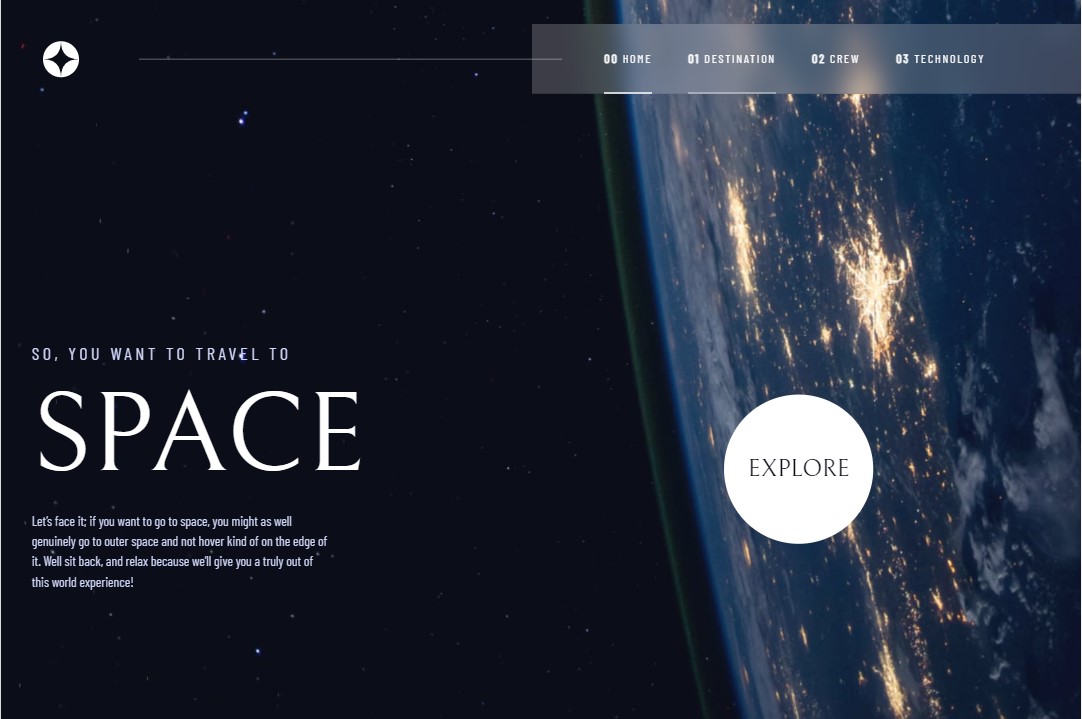 00 HOME 01 DESTINATION 02 CREW 03 TECHNOLOGY
SO, YOU WANT TO TRAVEL TO
SPACE
Let's face it; if you want to go to space, you might as well
genuinely go to outer space and not hover kind of on the edge of
it. Well sit back, and relax because we'll give you a truly out of
this world experience!
EXPLORE